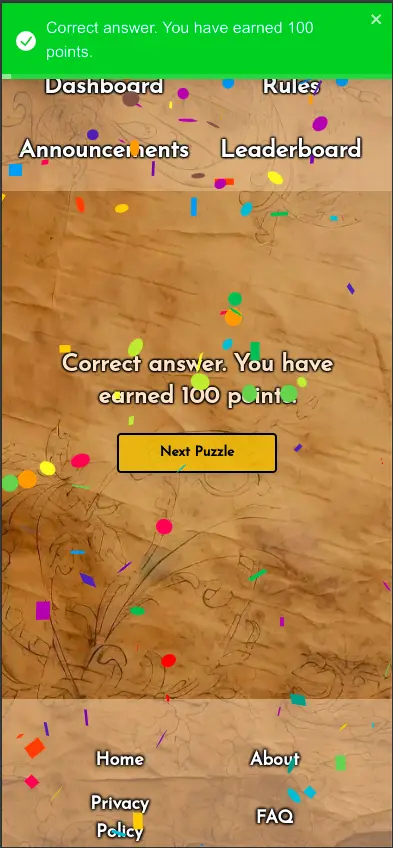 Correct answer. You have earned 100
points.
Dashboard Rules
Announcements Leaderboard
Correct answer. You have
earned 100 points.
Next Puzzle
Home About
Privacy
Policy FAQ